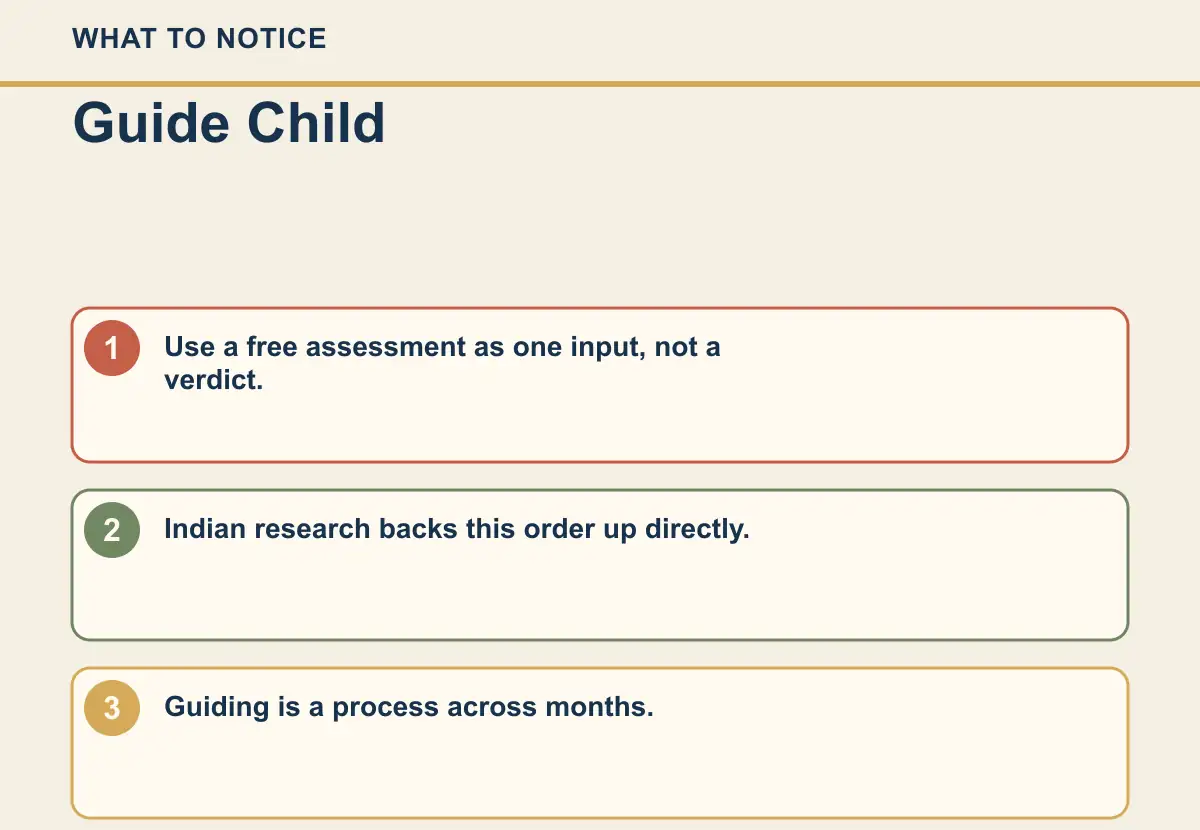 WHAT TO NOTICE
Guide Child
1
Use a free assessment as one input, not a
verdict.
2
Indian research backs this order up directly.
3
Guiding is a process across months.